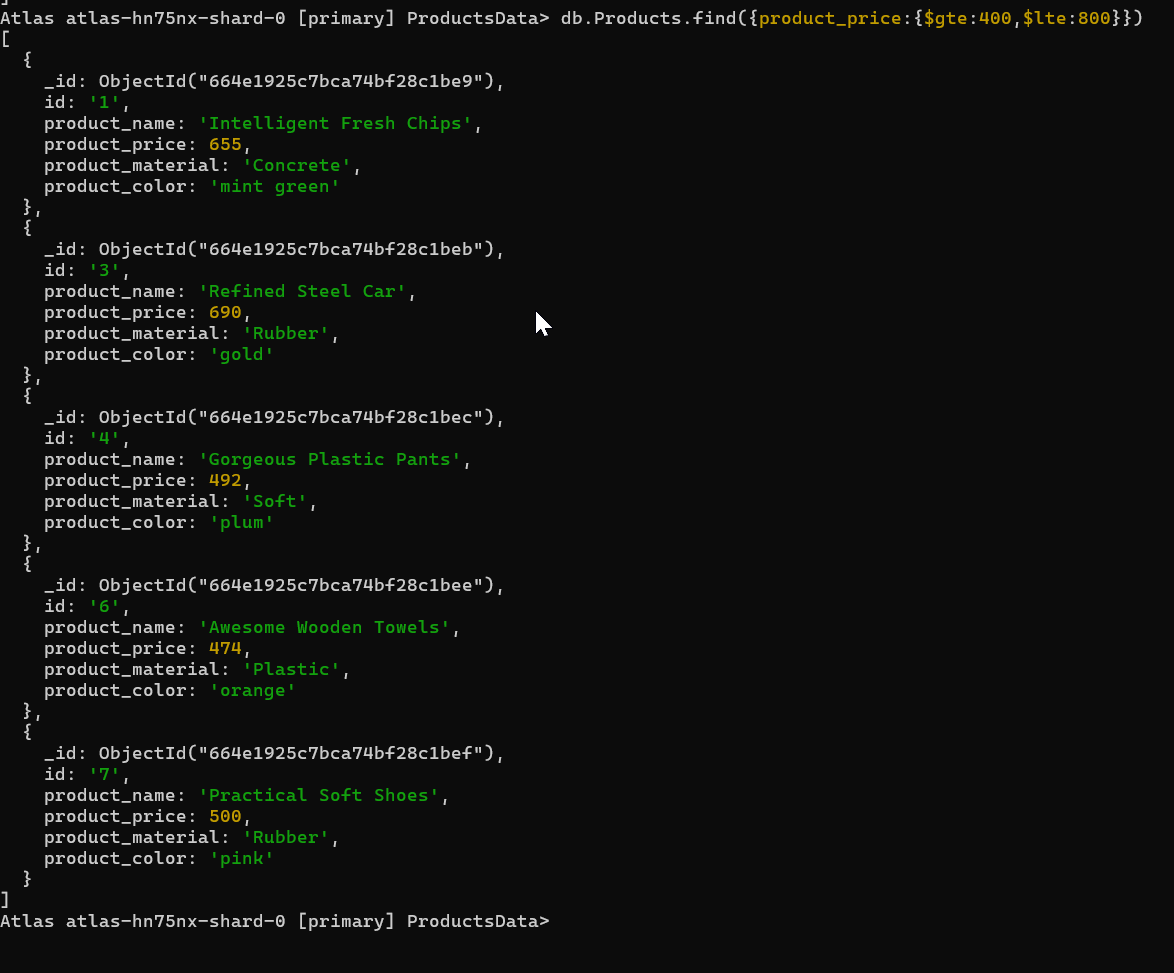 ]
Atlas atlas-hn75nx-shard-0 [primary] ProductsData> db.Products.find({product_price:{$gte:400,$lte:800}})
[
  {
    _id: ObjectId("664e1925c7bca74bf28c1be9"),
    id: '1',
    product_name: 'Intelligent Fresh Chips',
    product_price: 655,
    product_material: 'Concrete',
    product_color: 'mint green'
  },
  {
    _id: ObjectId("664e1925c7bca74bf28c1beb"),
    id: '3',
    product_name: 'Refined Steel Car',
    product_price: 690,
    product_material: 'Rubber',
    product_color: 'gold'
  },
  {
    _id: ObjectId("664e1925c7bca74bf28c1bec"),
    id: '4',
    product_name: 'Gorgeous Plastic Pants',
    product_price: 492,
    product_material: 'Soft',
    product_color: 'plum'
  },
  {
    _id: ObjectId("664e1925c7bca74bf28c1bee"),
    id: '6',
    product_name: 'Awesome Wooden Towels',
    product_price: 474,
    product_material: 'Plastic',
    product_color: 'orange'
  },
  {
    _id: ObjectId("664e1925c7bca74bf28c1bef"),
    id: '7',
    product_name: 'Practical Soft Shoes',
    product_price: 500,
    product_material: 'Rubber',
    product_color: 'pink'
  }
]
Atlas atlas-hn75nx-shard-0 [primary] ProductsData>